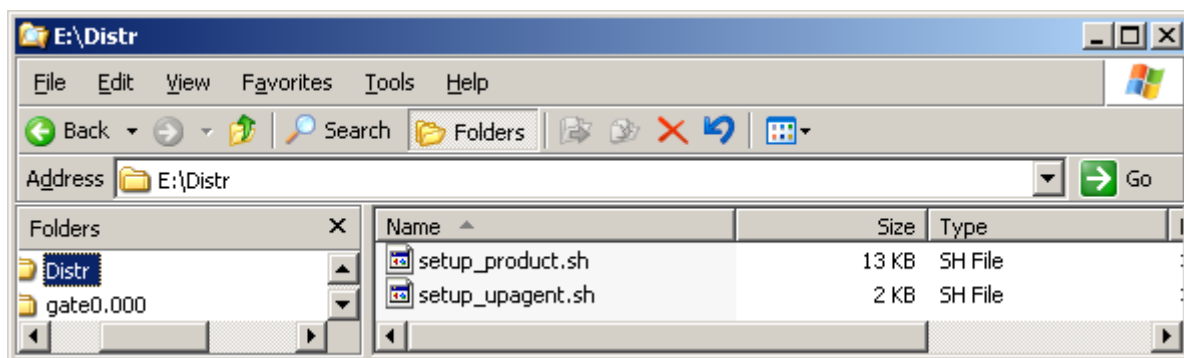 E:\Distr
File Edit View Favorites Tools Help
Back Search Folders
Address E:\Distr Go
Folders Name Size Type
Distr setup_product.sh 13 KB SH File
gate0.000 setup_upagent.sh 2 KB SH File